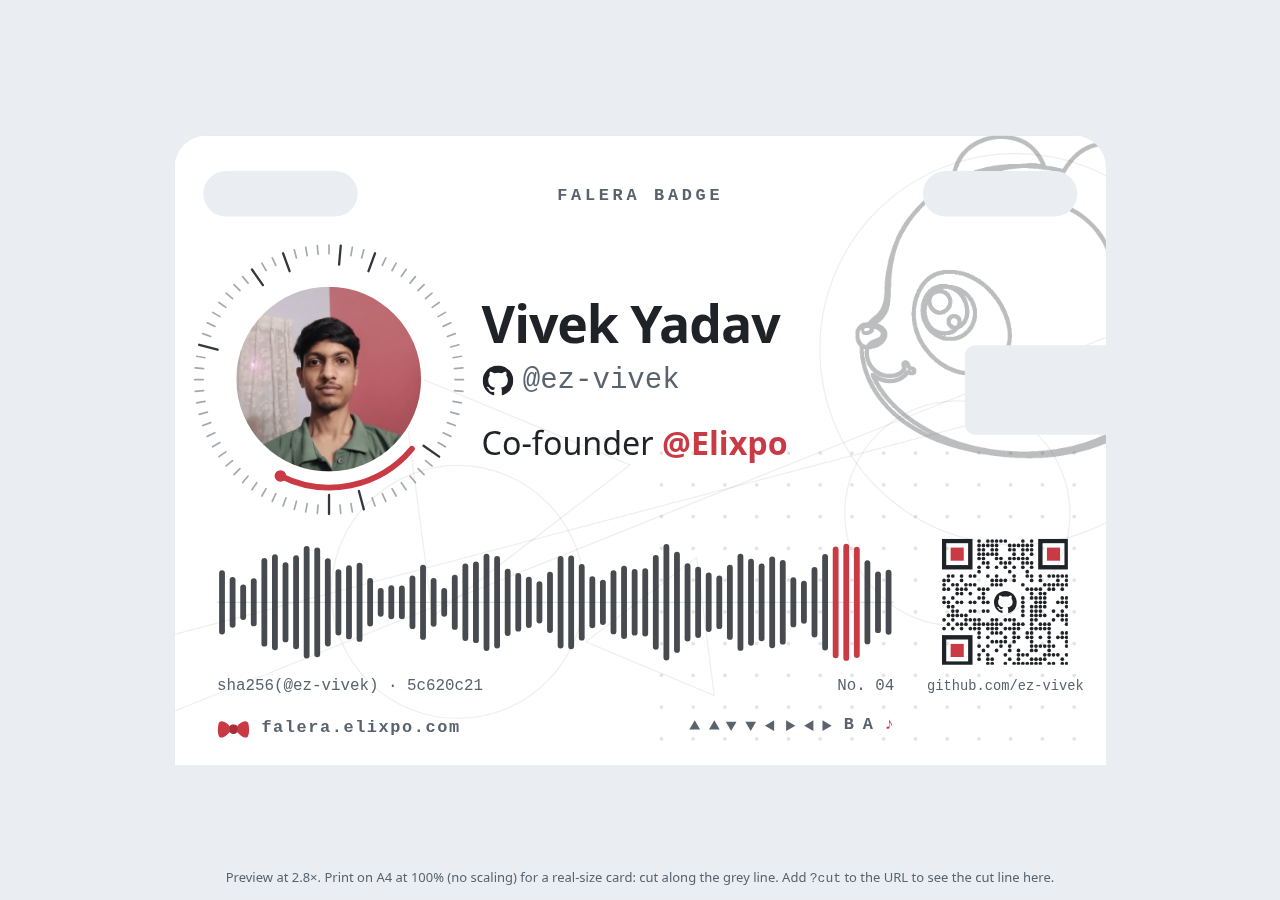 FALERA BADGE
Vivek Yadav
@ez-vivek
Co-founder @Elixpo
sha256(@ez-vivek) · 5c620c21
No. 04
github.com/ez-vivek
falera.elixpo.com
▲ ▲ ▼ ▼ ◀ ▶ ◀ ▶ B A ♪
Preview at 2.8×. Print on A4 at 100% (no scaling) for a real-size card: cut along the grey line. Add ?cut to the URL to see the cut line here.